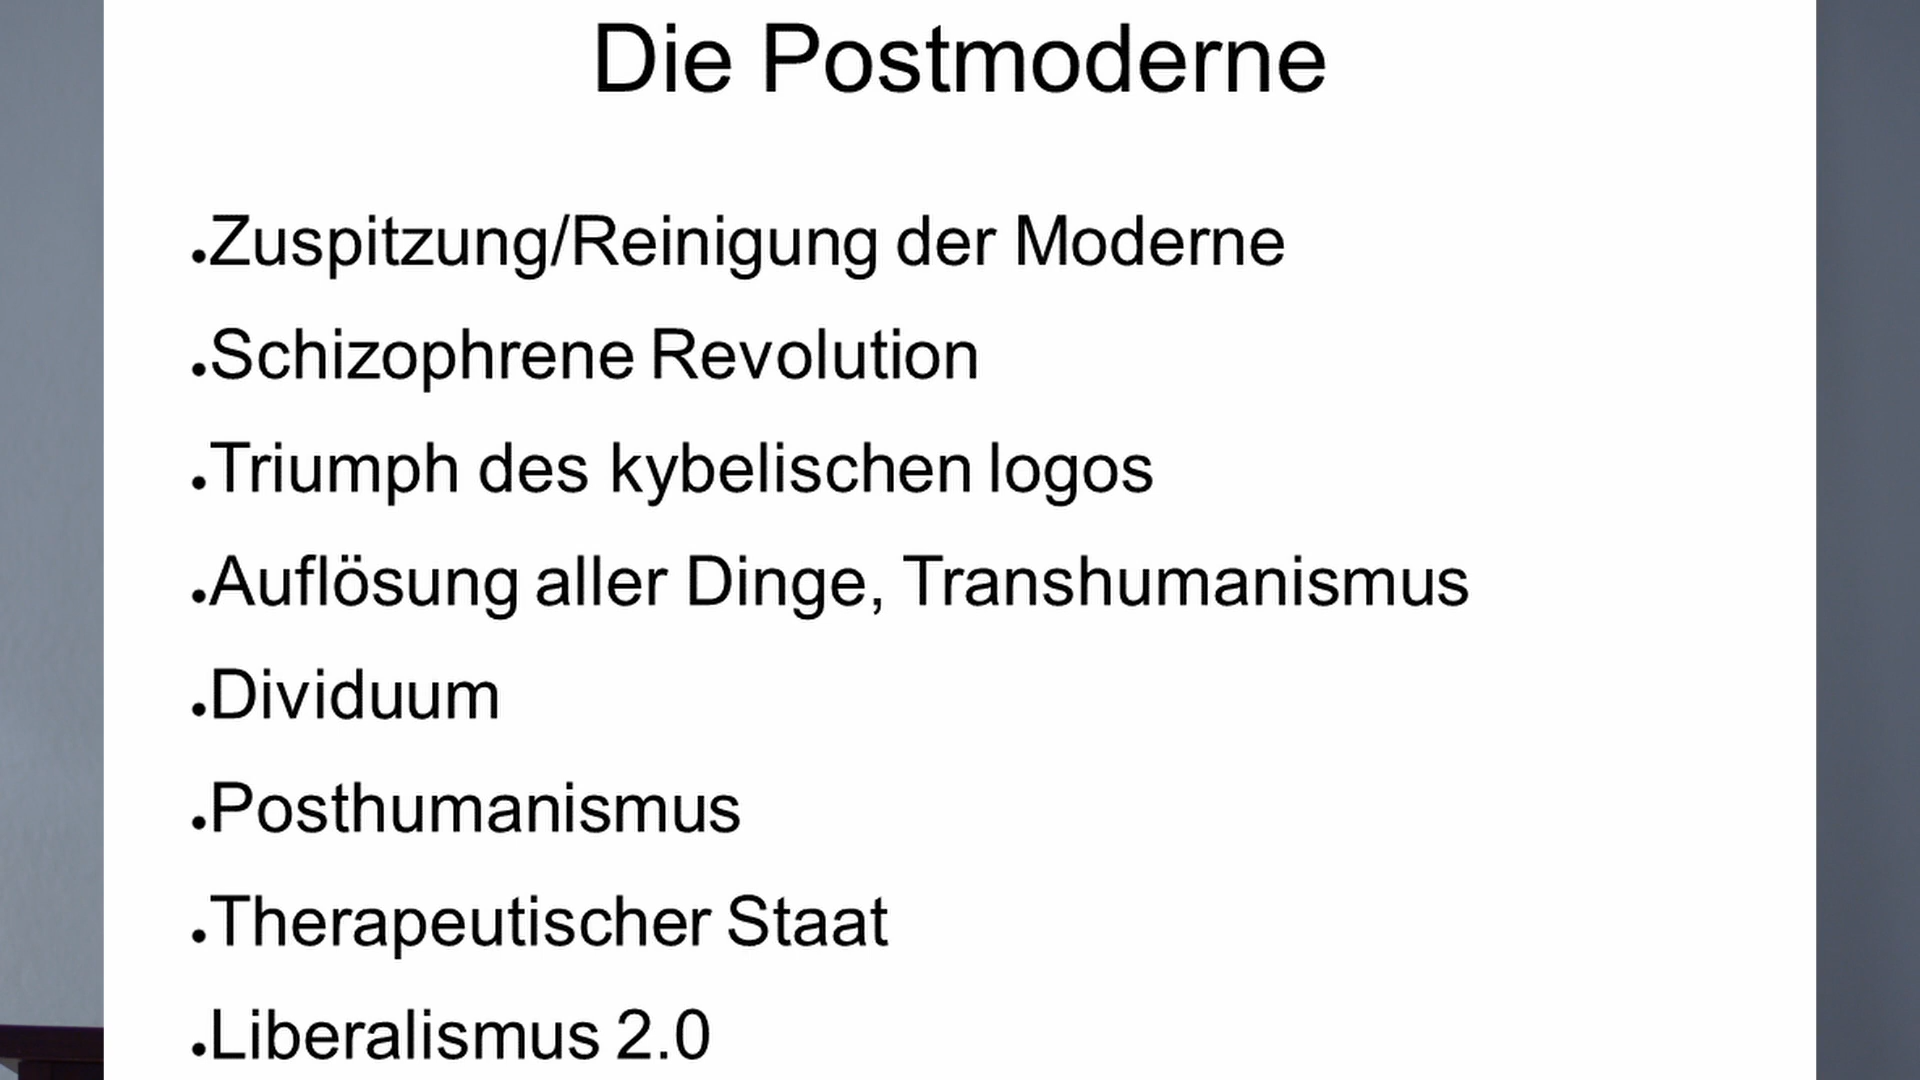 Die Postmoderne
●Zuspitzung/Reinigung der Moderne
●Schizophrene Revolution
●Triumph des kybelischen logos
●Auflösung aller Dinge, Transhumanismus
●Dividuum
●Posthumanismus
●Therapeutischer Staat
●Liberalismus 2.0